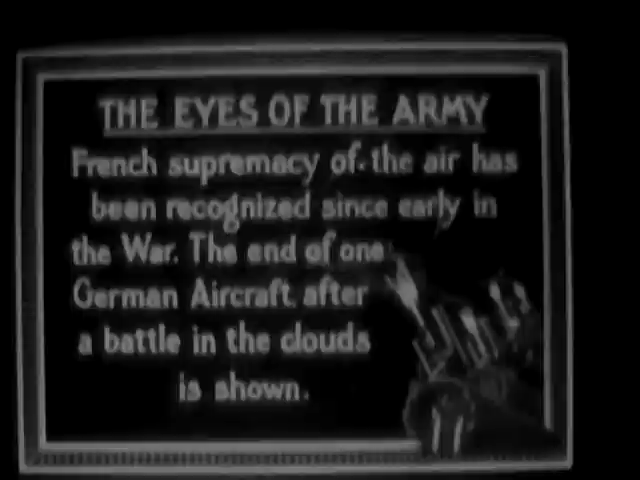 THE EYES OF THE ARMY
French supremacy of the air has
been recognized since early in
the War. The end of one
German Aircraft, after
a battle in the clouds
is shown.